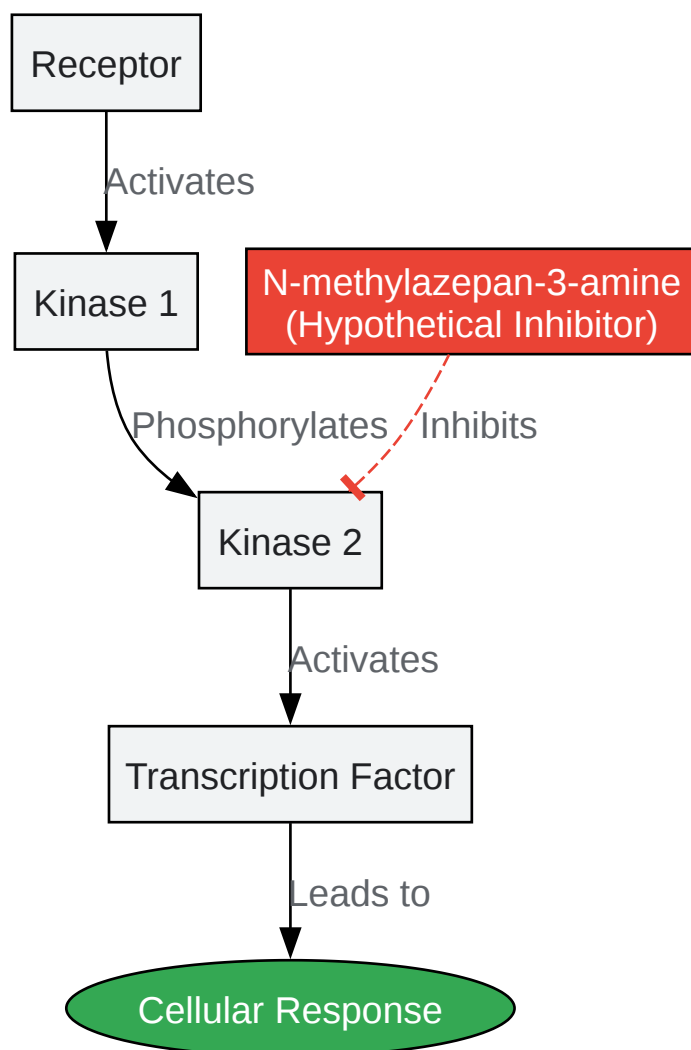 Receptor
Activates
Kinase 1
N-methylazepan-3-amine
(Hypothetical Inhibitor)
Phosphorylates
Inhibits
Kinase 2
Activates
Transcription Factor
Leads to
Cellular Response